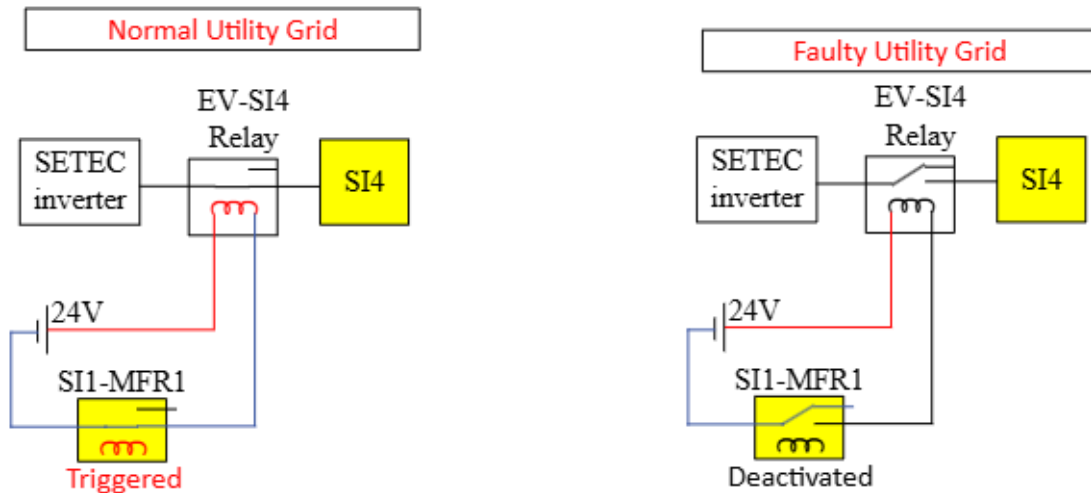 Normal Utility Grid
EV-SI4
Relay
SETEC
inverter
SI4
24V
SI1-MFR1
Triggered
Faulty Utility Grid
EV-SI4
Relay
SETEC
inverter
SI4
24V
SI1-MFR1
Deactivated